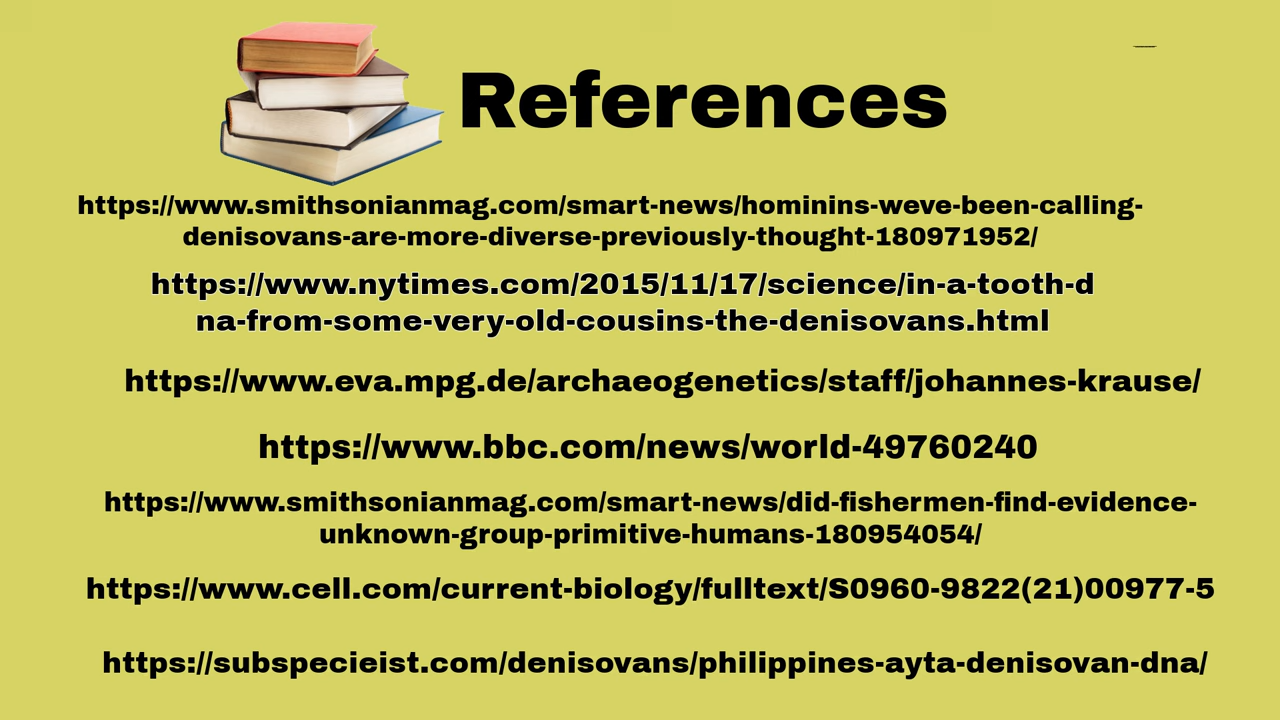 References
https://www.smithsonianmag.com/smart-news/hominins-weve-been-calling-
denisovans-are-more-diverse-previously-thought-180971952/
https://www.nytimes.com/2015/11/17/science/in-a-tooth-d
na-from-some-very-old-cousins-the-denisovans.html
https://www.eva.mpg.de/archaeogenetics/staff/johannes-krause/
https://www.bbc.com/news/world-49760240
https://www.smithsonianmag.com/smart-news/did-fishermen-find-evidence-
unknown-group-primitive-humans-180954054/
https://www.cell.com/current-biology/fulltext/S0960-9822(21)00977-5
https://subspecieist.com/denisovans/philippines-ayta-denisovan-dna/